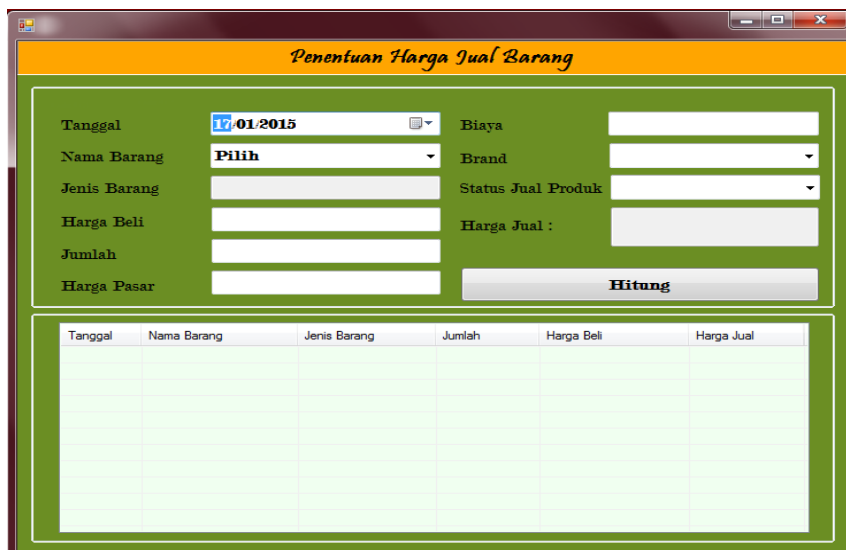 Penentuan Harga Jual Barang
Tanggal 17/01/2015
Nama Barang Pilih
Jenis Barang
Harga Beli
Jumlah
Harga Pasar
Biaya
Brand
Status Jual Produk
Harga Jual :
Hitung
Tanggal Nama Barang Jenis Barang Jumlah Harga Beli Harga Jual